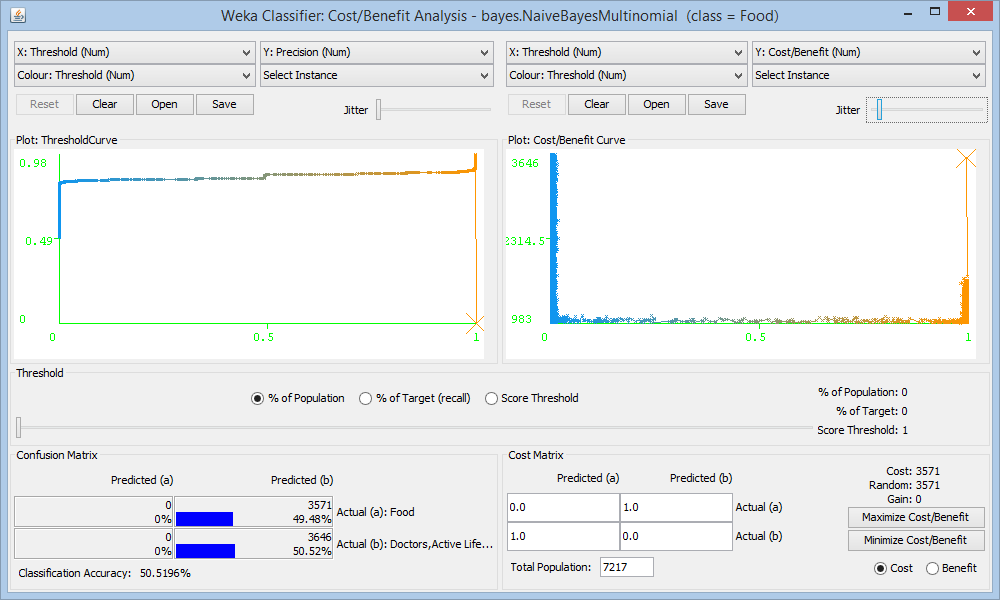 Weka Classifier: Cost/Benefit Analysis - bayes.NaiveBayesMultinomial (class = Food)
X: Threshold (Num) Y: Precision (Num) X: Threshold (Num) Y: Cost/Benefit (Num)
Colour: Threshold (Num) Select Instance Colour: Threshold (Num) Select Instance
Reset Clear Open Save Jitter Reset Clear Open Save Jitter
Plot: ThresholdCurve
0.98
0.49
0
0 0.5 1
Plot: Cost/Benefit Curve
3646
2314.5
983
0 0.5 1
Threshold
% of Population % of Target (recall) Score Threshold
% of Population: 0
% of Target: 0
Score Threshold: 1
Confusion Matrix
Predicted (a) Predicted (b)
0 3571
0% 49.48%
Actual (a): Food
0 3646
0% 50.52%
Actual (b): Doctors,Active Life...
Classification Accuracy: 50.5196%
Cost Matrix
Predicted (a) Predicted (b)
0.0 1.0 Actual (a)
1.0 0.0 Actual (b)
Total Population: 7217
Cost: 3571
Random: 3571
Gain: 0
Maximize Cost/Benefit
Minimize Cost/Benefit
Cost Benefit